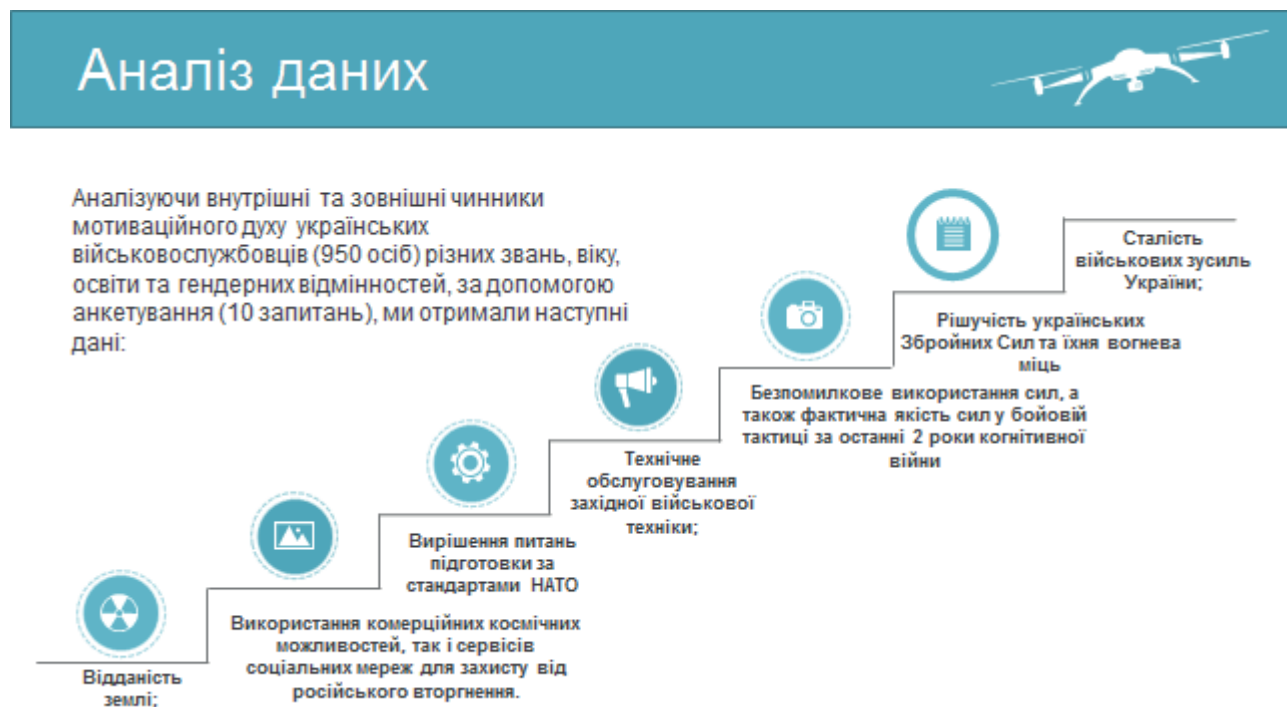 Аналіз даних
Аналізуючи внутрішні та зовнішні чинники
мотиваційного духу українських
військовослужбовців (950 осіб) різних звань, віку,
освіти та гендерних відмінностей, за допомогою
анкетування (10 запитань), ми отримали наступні
дані:
Відданість
землі;
Використання комерційних космічних
можливостей, так і сервісів
соціальних мереж для захисту від
російського вторгнення.
Вирішення питань
підготовки за
стандартами НАТО
Технічне
обслуговування
західної військової
техніки;
Безпомилкове використання сил, а
також фактична якість сил у бойовій
тактиці за останні 2 роки когнітивної
війни
Рішучість українських
Збройних Сил та їхня вогнева
міць
Сталість
військових зусиль
України;